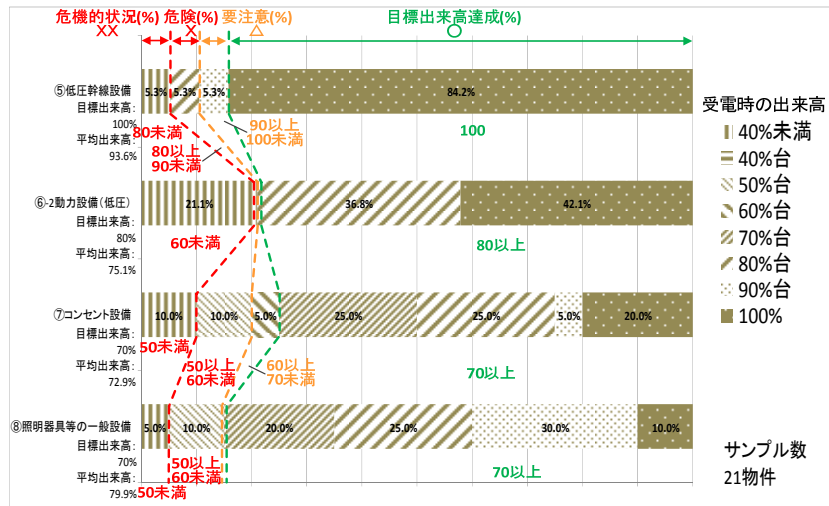 危機的状況(%)
XX
危険(%)
X
要注意(%)
△
目標出来高達成(%)
○
⑤低圧幹線設備
目標出来高:
100%
平均出来高:
93.6%
5.3%
5.3%
5.3%
84.2%
80未満
80以上
90未満
90以上
100未満
100
⑥-2動力設備(低圧)
目標出来高:
80%
平均出来高:
75.1%
21.1%
36.8%
42.1%
60未満
80以上
⑦コンセント設備
目標出来高:
70%
平均出来高:
72.9%
10.0%
10.0%
5.0%
25.0%
25.0%
5.0%
20.0%
50未満
50以上
60未満
60以上
70未満
70以上
⑧照明器具等の一般設備
目標出来高:
70%
平均出来高:
79.9%
5.0%
10.0%
20.0%
25.0%
30.0%
10.0%
50未満
50以上
60未満
70以上
受電時の出来高
40%未満
40%台
50%台
60%台
70%台
80%台
90%台
100%
サンプル数
21物件